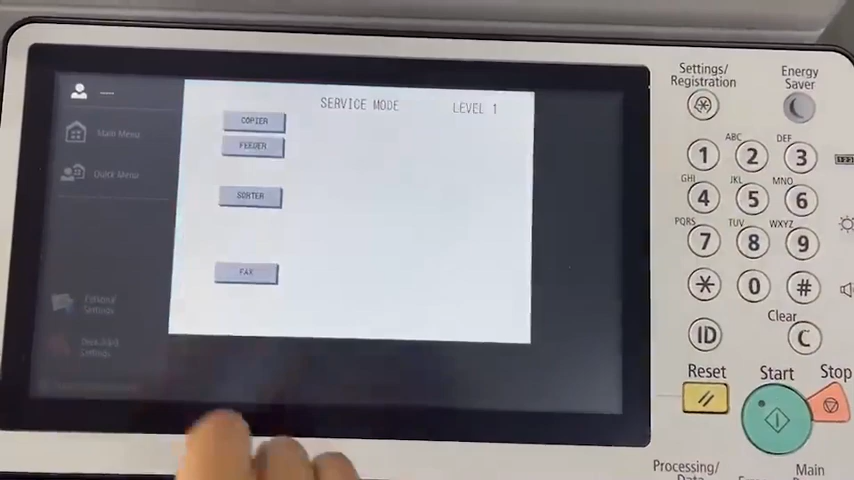 SERVICE MODE LEVEL 1
COPIER
FEEDER
SORTER
FAX
Main Menu
Quick Menu
Personal
Settings
Settings/
Registration
Energy
Saver
1
ABC
2
DEF
3
GHI
4
JKL
5
MNO
6
PQRS
7
TUV
8
WXYZ
9
0
#
ID
Clear
C
Reset
Start
Stop
Processing/
Data
Main